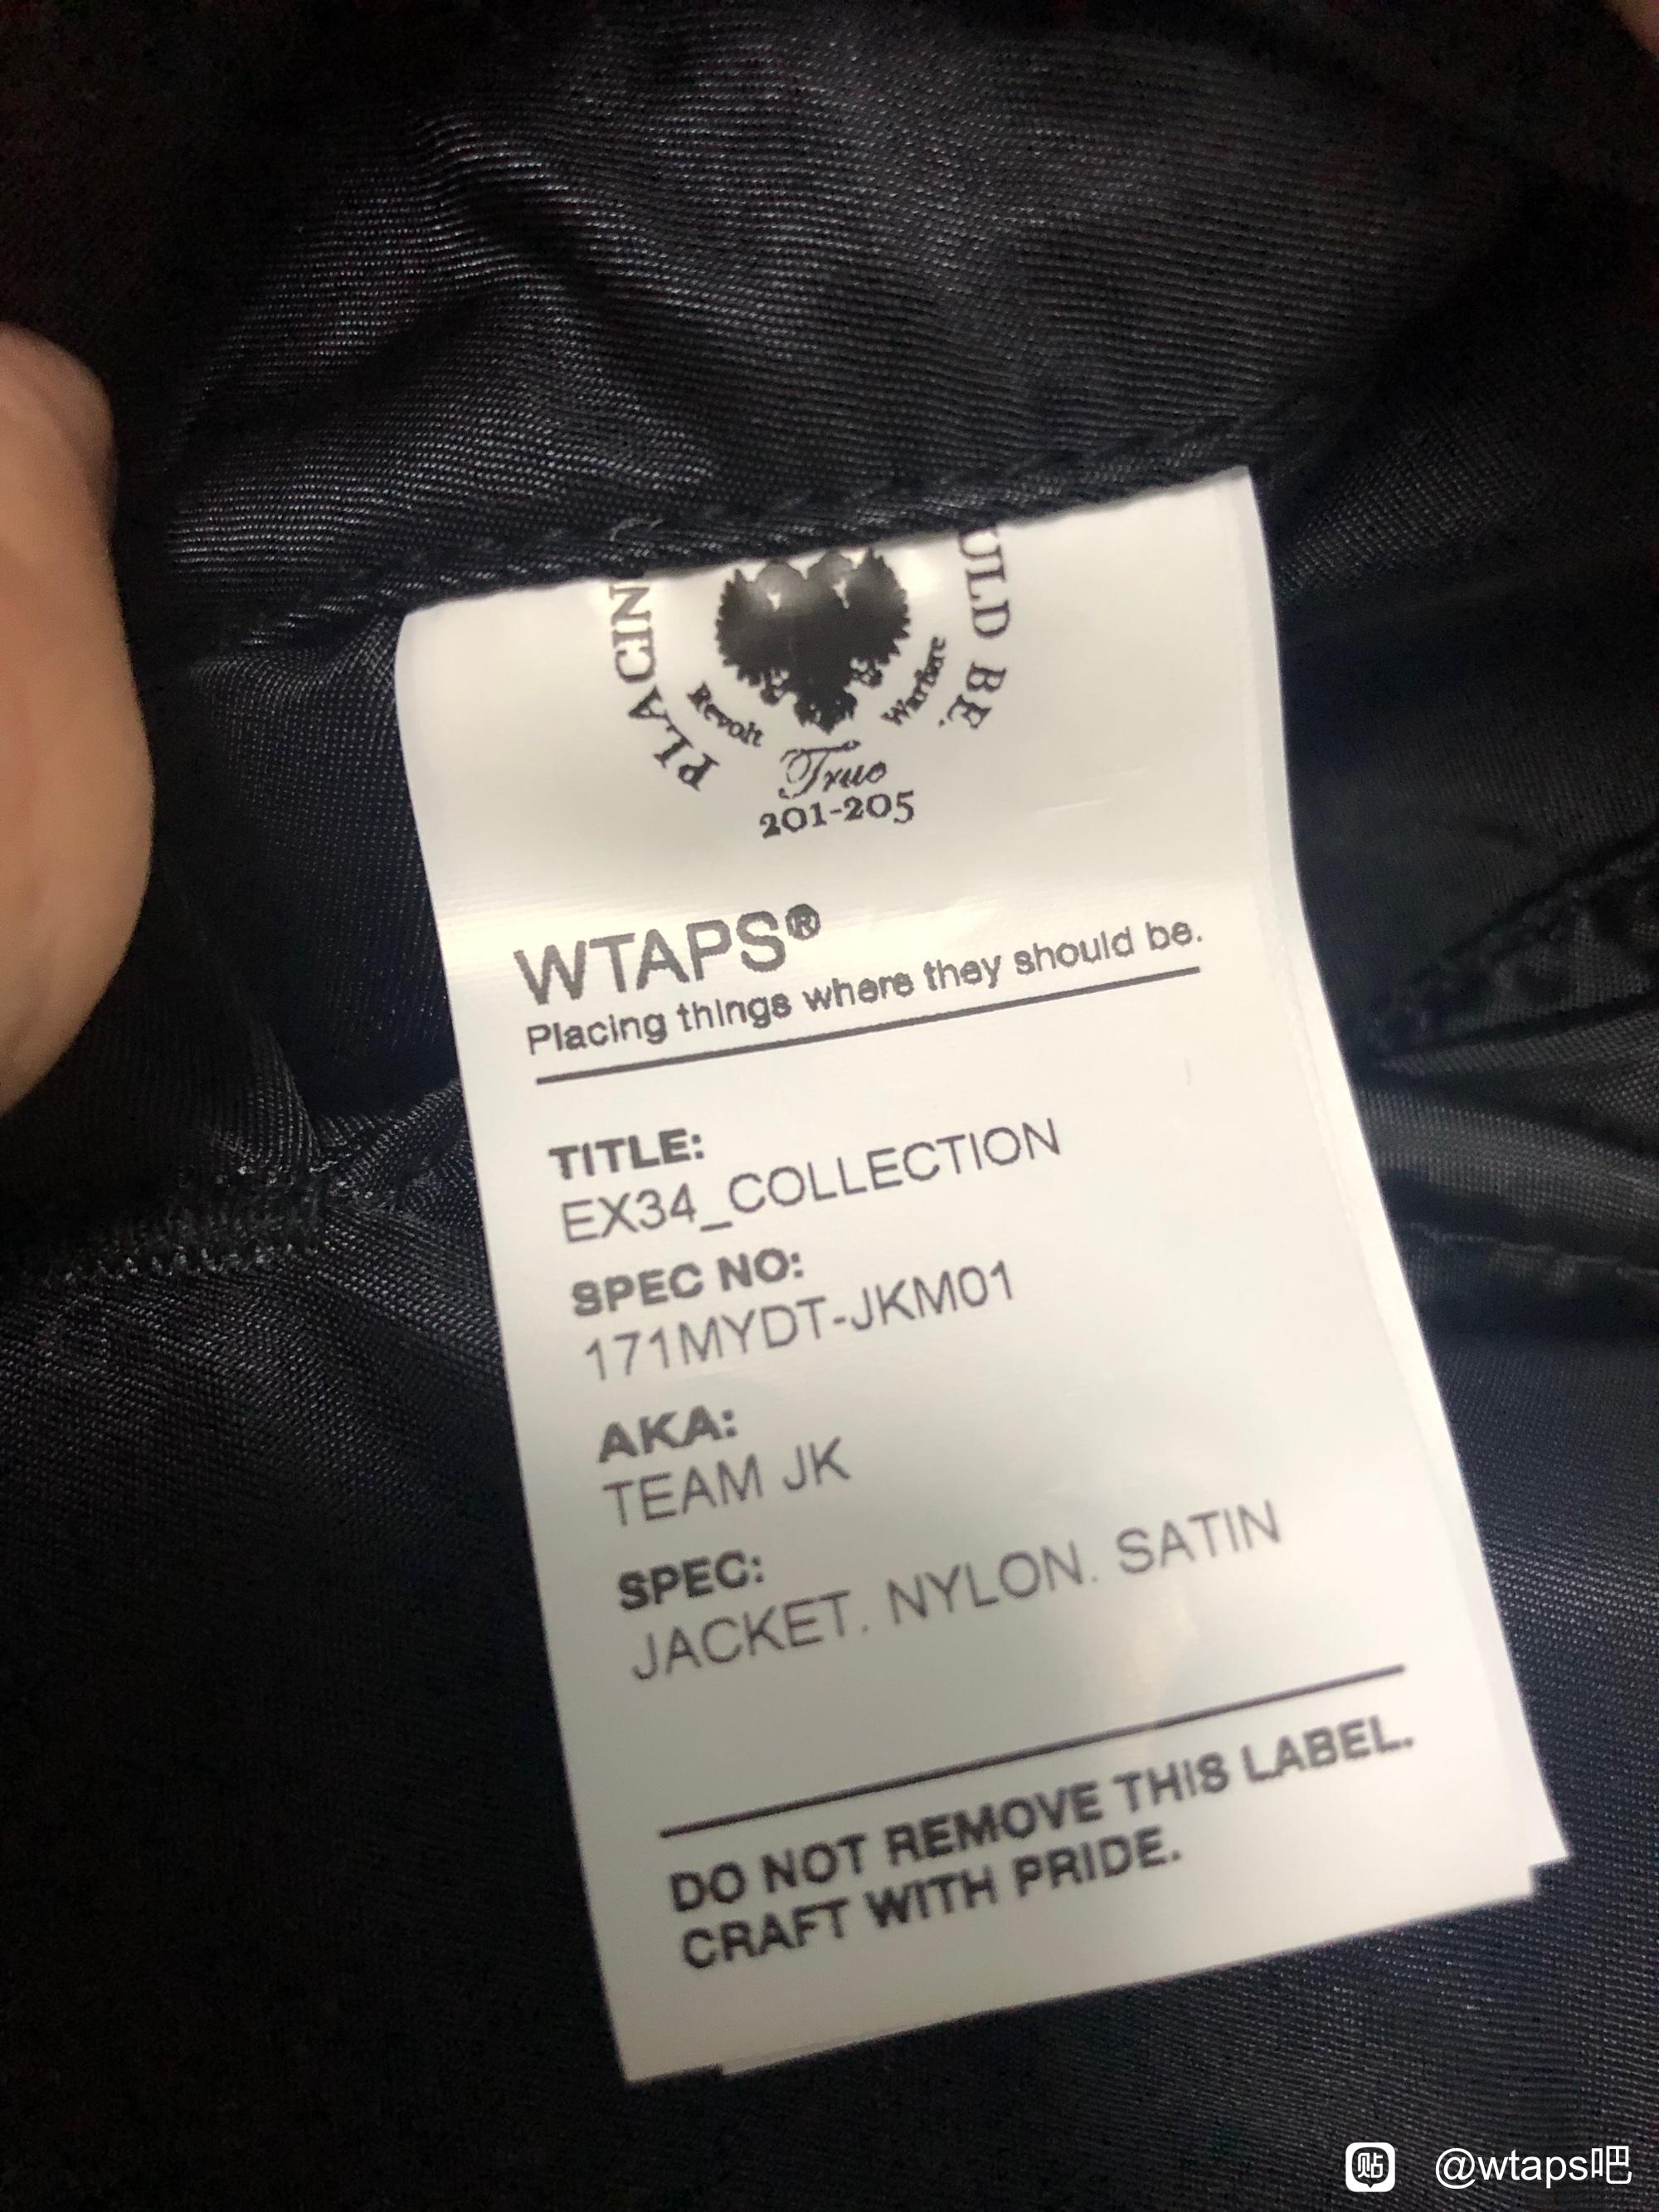 PLACIN
ULD BE.
Revolt
Warfare
True
201-205
WTAPS®
Placing things where they should be.
TITLE:
EX34_COLLECTION
SPEC NO:
171MYDT-JKM01
AKA:
TEAM JK
SPEC:
JACKET. NYLON. SATIN
DO NOT REMOVE THIS LABEL.
CRAFT WITH PRIDE.
贴 @wtaps吧